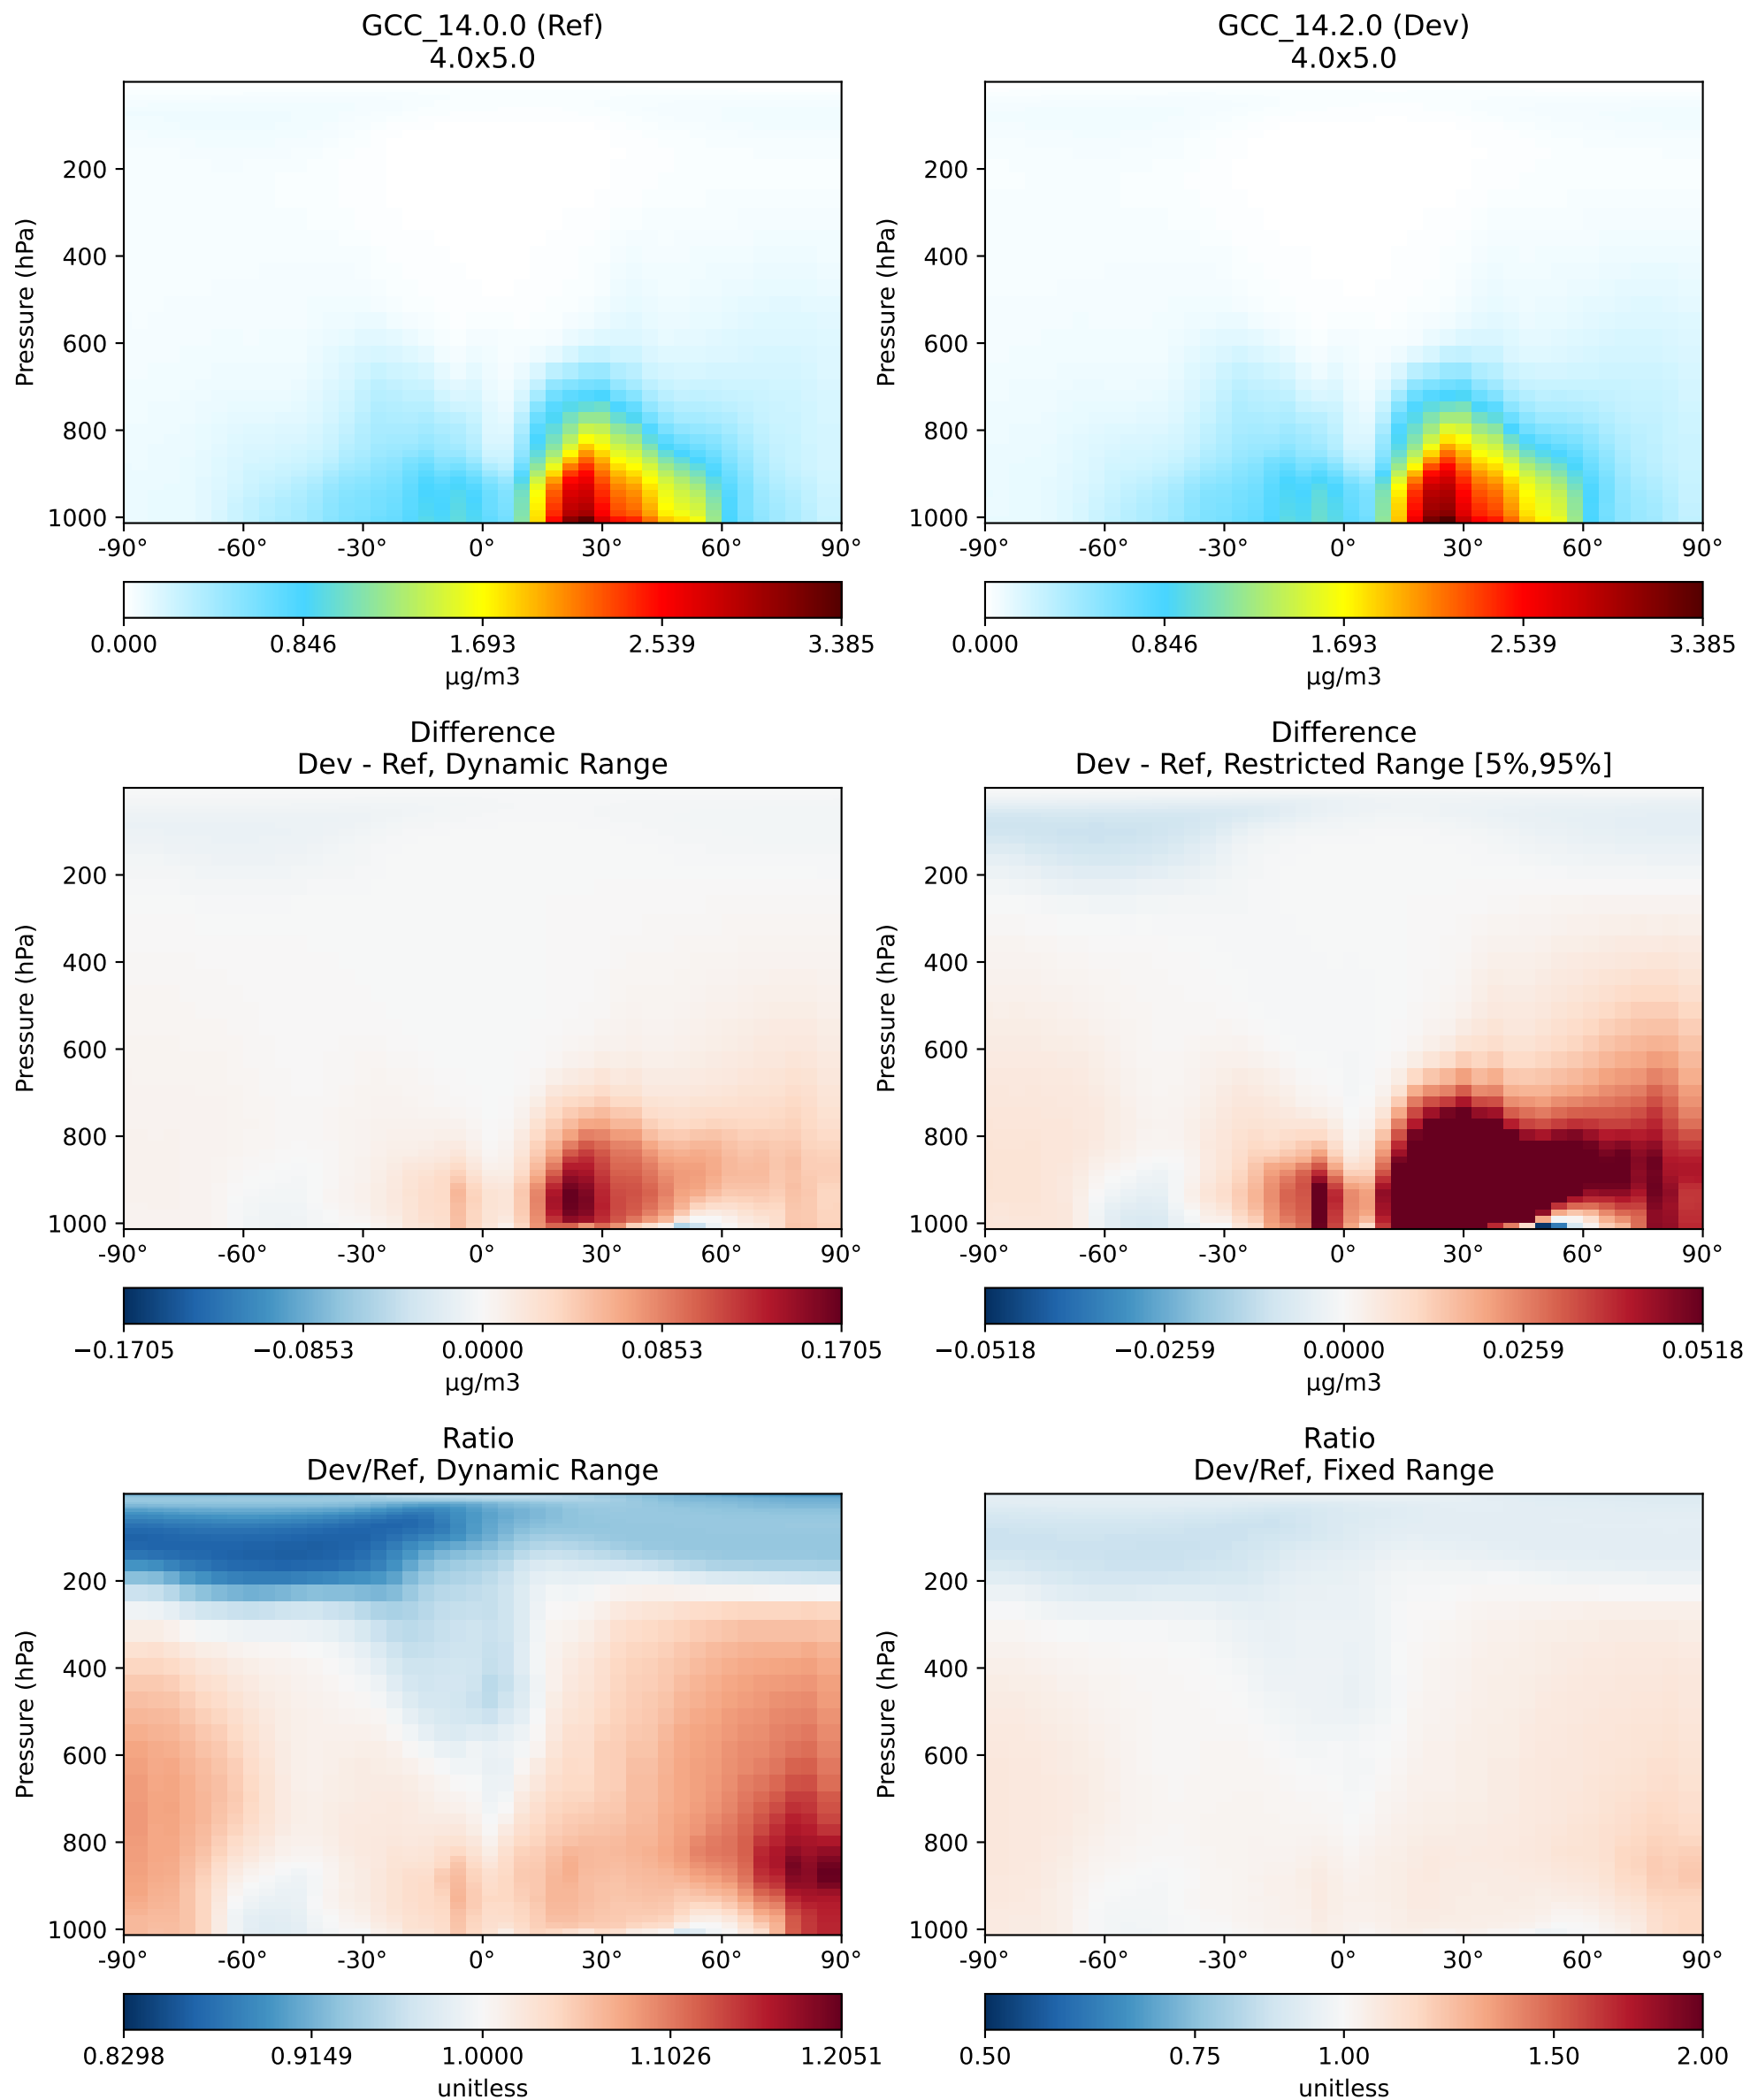 GCC_14.0.0 (Ref)
4.0x5.0
Pressure (hPa)
200
400
600
800
1000
-90° -60° -30° 0° 30° 60° 90°
0.000 0.846 1.693 2.539 3.385
µg/m3
GCC_14.2.0 (Dev)
4.0x5.0
Pressure (hPa)
200
400
600
800
1000
-90° -60° -30° 0° 30° 60° 90°
0.000 0.846 1.693 2.539 3.385
µg/m3
Difference
Dev - Ref, Dynamic Range
Pressure (hPa)
200
400
600
800
1000
-90° -60° -30° 0° 30° 60° 90°
−0.1705 −0.0853 0.0000 0.0853 0.1705
µg/m3
Difference
Dev - Ref, Restricted Range [5%,95%]
Pressure (hPa)
200
400
600
800
1000
-90° -60° -30° 0° 30° 60° 90°
−0.0518 −0.0259 0.0000 0.0259 0.0518
µg/m3
Ratio
Dev/Ref, Dynamic Range
Pressure (hPa)
200
400
600
800
1000
-90° -60° -30° 0° 30° 60° 90°
0.8298 0.9149 1.0000 1.1026 1.2051
unitless
Ratio
Dev/Ref, Fixed Range
Pressure (hPa)
200
400
600
800
1000
-90° -60° -30° 0° 30° 60° 90°
0.50 0.75 1.00 1.50 2.00
unitless